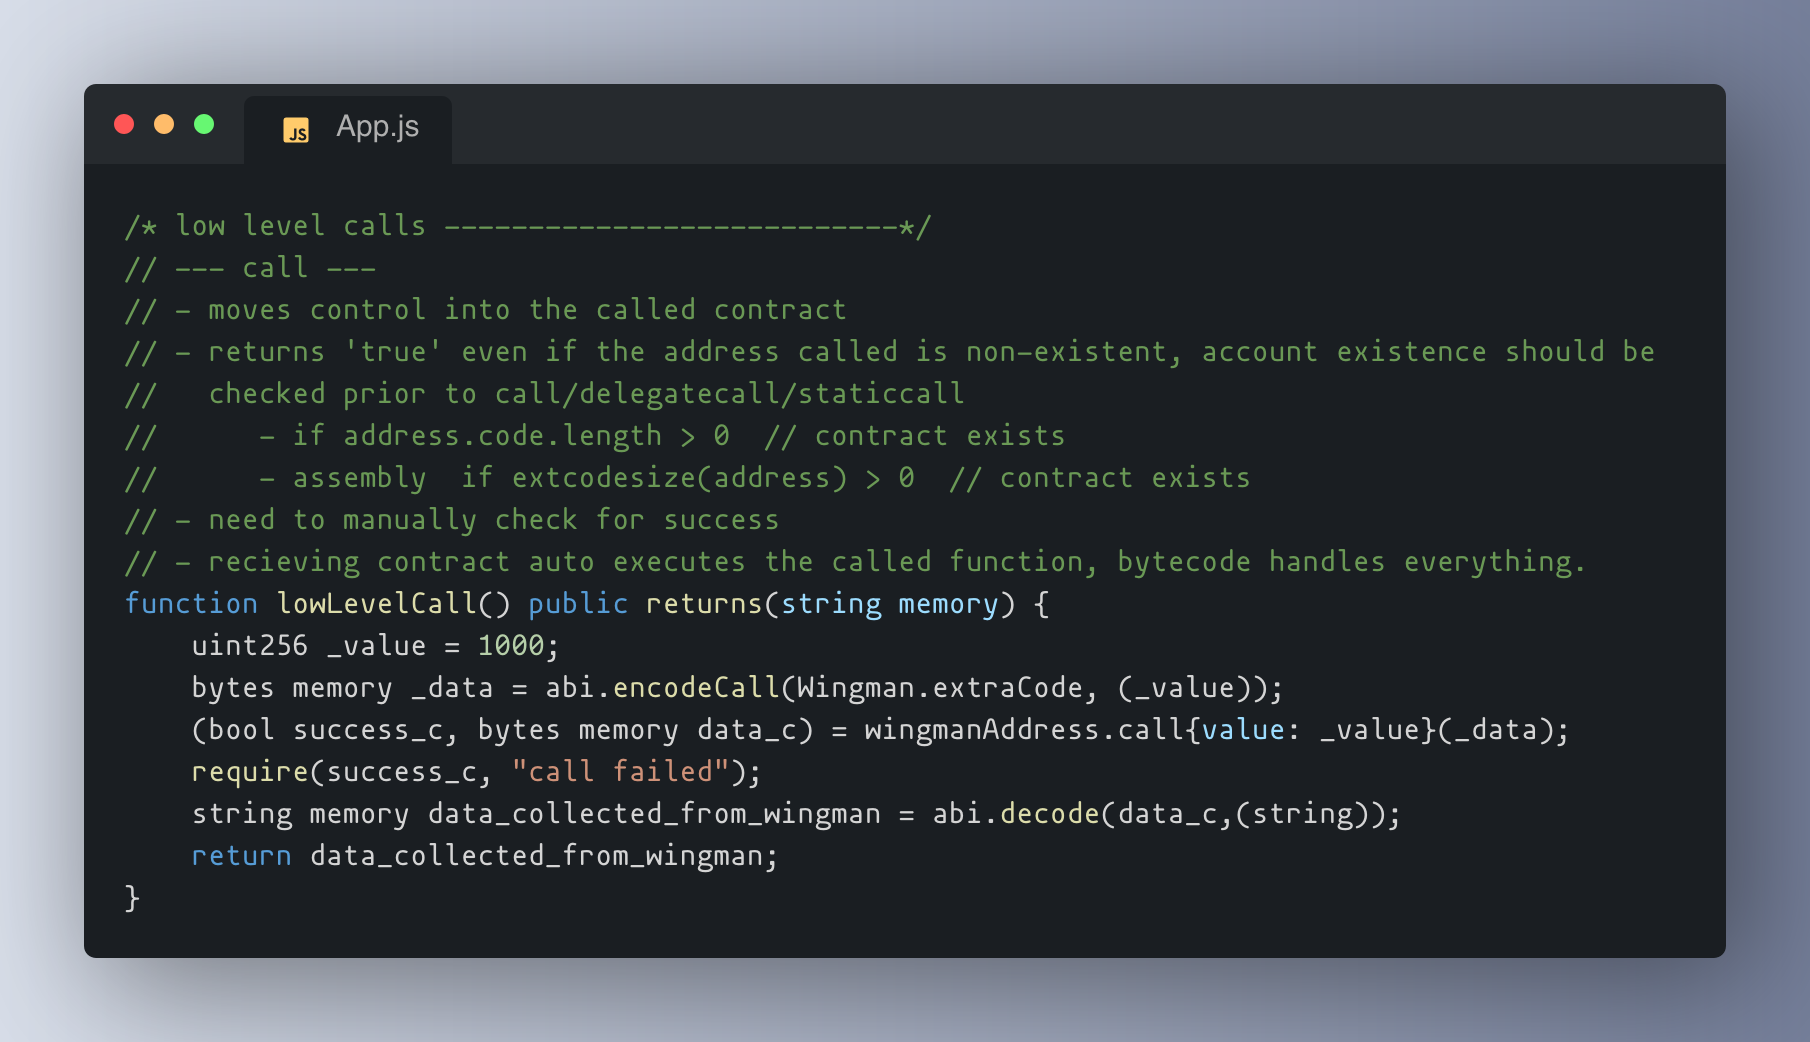 JS App.js
/* low level calls ---------------------------*/
// --- call ---
// - moves control into the called contract
// - returns 'true' even if the address called is non-existent, account existence should be
//   checked prior to call/delegatecall/staticcall
//      - if address.code.length > 0  // contract exists
//      - assembly  if extcodesize(address) > 0  // contract exists
// - need to manually check for success
// - recieving contract auto executes the called function, bytecode handles everything.
function lowLevelCall() public returns(string memory) {
    uint256 _value = 1000;
    bytes memory _data = abi.encodeCall(Wingman.extraCode, (_value));
    (bool success_c, bytes memory data_c) = wingmanAddress.call{value: _value}(_data);
    require(success_c, "call failed");
    string memory data_collected_from_wingman = abi.decode(data_c,(string));
    return data_collected_from_wingman;
}